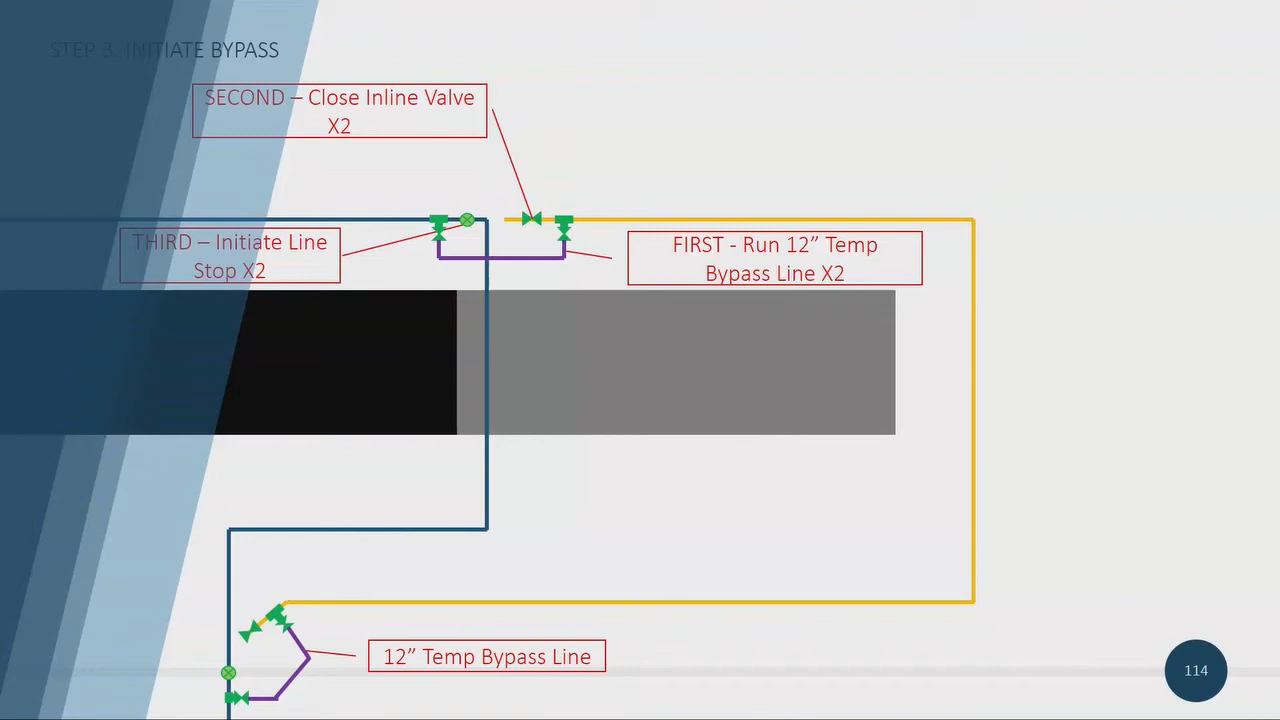 STEP 3. INITIATE BYPASS
SECOND – Close Inline Valve
X2
THIRD – Initiate Line
Stop X2
FIRST - Run 12” Temp
Bypass Line X2
12” Temp Bypass Line
114